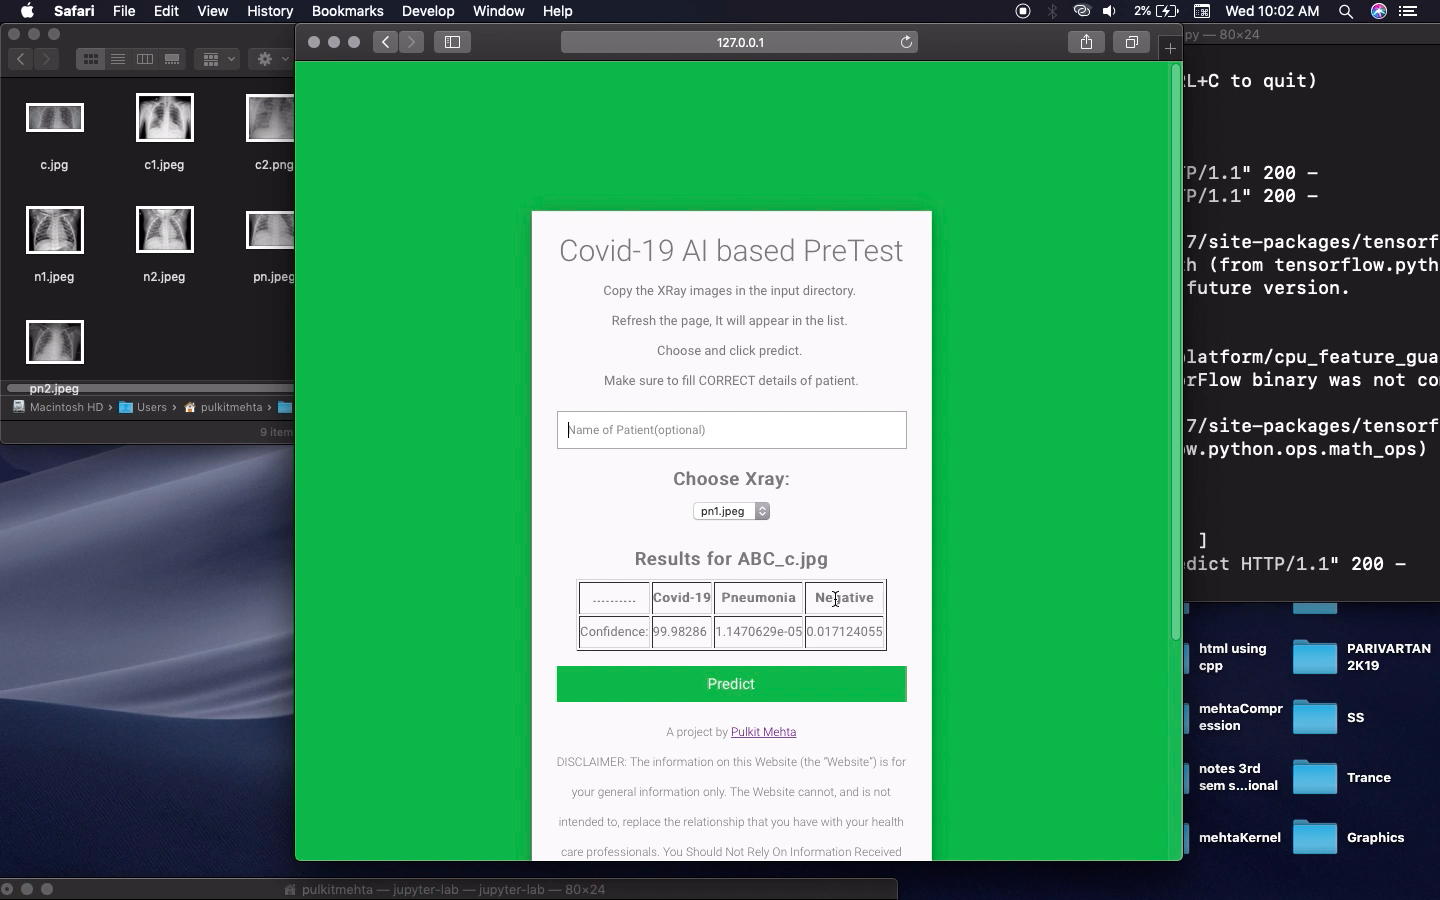 Safari File Edit View History Bookmarks Develop Window Help
2% Wed 10:02 AM
127.0.0.1
py — 80×24
c.jpg c1.jpeg c2.png
n1.jpeg n2.jpeg pn.jpeg
pn2.jpeg
Macintosh HD › Users › pulkitmehta ›
9 item
Covid-19 AI based PreTest
Copy the XRay images in the input directory.
Refresh the page, It will appear in the list.
Choose and click predict.
Make sure to fill CORRECT details of patient.
Name of Patient(optional)
Choose Xray:
pn1.jpeg
Results for ABC_c.jpg
.......... Covid-19 Pneumonia Negative
Confidence: 99.98286 1.1470629e-05 0.017124055
Predict
A project by Pulkit Mehta
DISCLAIMER: The information on this Website (the “Website”) is for
your general information only. The Website cannot, and is not
intended to, replace the relationship that you have with your health
care professionals. You Should Not Rely On Information Received
RL+C to quit)
TP/1.1" 200 –
TP/1.1" 200 –
7/site-packages/tensorf
h (from tensorflow.pyth
future version.
platform/cpu_feature_gua
rFlow binary was not co
7/site-packages/tensorf
w.python.ops.math_ops)
]
edict HTTP/1.1" 200 –
html using
cpp
PARIVARTAN
2K19
mehtaCompr
ession
SS
notes 3rd
sem s...ional
Trance
mehtaKernel
Graphics
pulkitmehta — jupyter-lab — jupyter-lab — 80×24